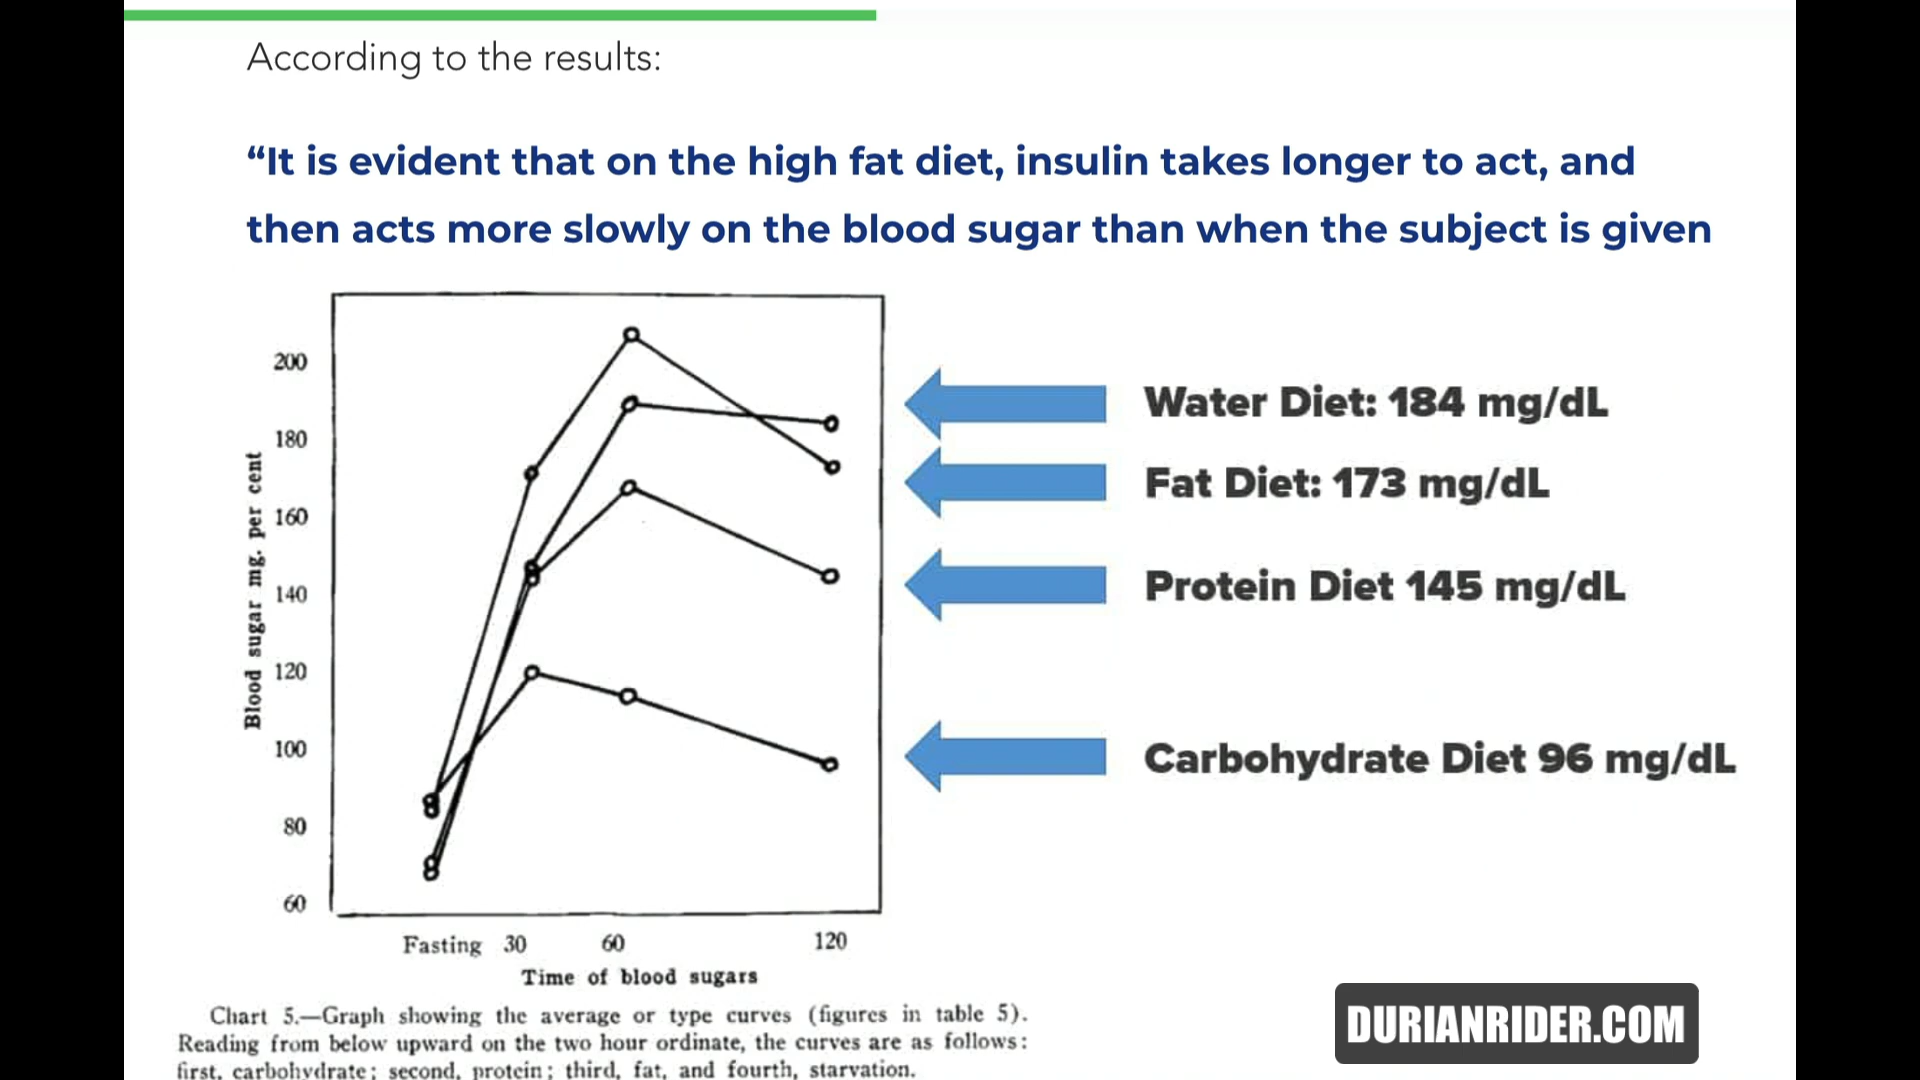 According to the results:
“It is evident that on the high fat diet, insulin takes longer to act, and
then acts more slowly on the blood sugar than when the subject is given
Blood sugar mg. per cent
200
180
160
140
120
100
80
60
Fasting 30 60 120
Time of blood sugars
Water Diet: 184 mg/dL
Fat Diet: 173 mg/dL
Protein Diet 145 mg/dL
Carbohydrate Diet 96 mg/dL
Chart 5.—Graph showing the average or type curves (figures in table 5).
Reading from below upward on the two hour ordinate, the curves are as follows:
first, carbohydrate; second, protein; third, fat, and fourth, starvation.
DURIANRIDER.COM